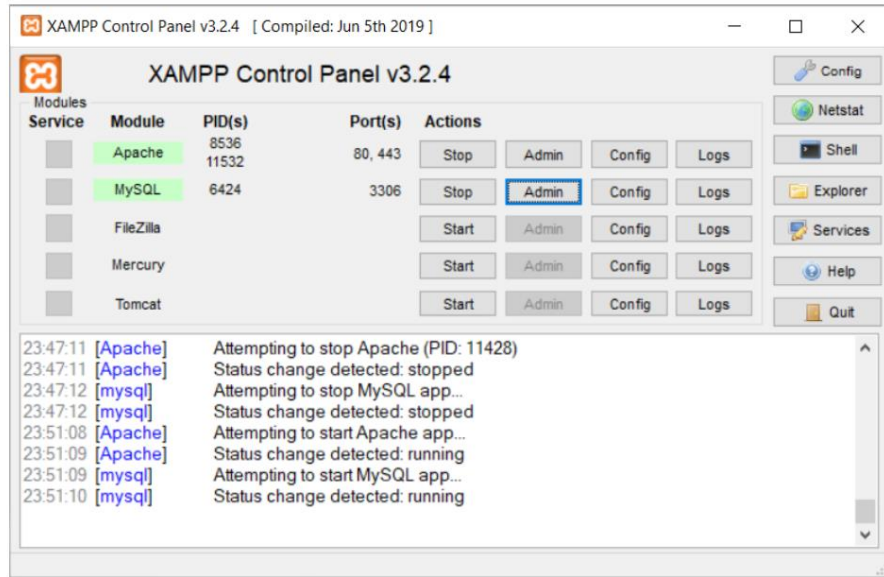 XAMPP Control Panel v3.2.4 [ Compiled: Jun 5th 2019 ]
XAMPP Control Panel v3.2.4
Config
Modules
Service Module PID(s) Port(s) Actions
Netstat
Apache 8536 11532 80, 443 Stop Admin Config Logs
Shell
MySQL 6424 3306 Stop Admin Config Logs
Explorer
FileZilla Start Admin Config Logs
Services
Mercury Start Admin Config Logs
Help
Tomcat Start Admin Config Logs
Quit
23:47:11 [Apache] Attempting to stop Apache (PID: 11428)
23:47:11 [Apache] Status change detected: stopped
23:47:12 [mysql] Attempting to stop MySQL app...
23:47:12 [mysql] Status change detected: stopped
23:51:08 [Apache] Attempting to start Apache app...
23:51:09 [Apache] Status change detected: running
23:51:09 [mysql] Attempting to start MySQL app...
23:51:10 [mysql] Status change detected: running